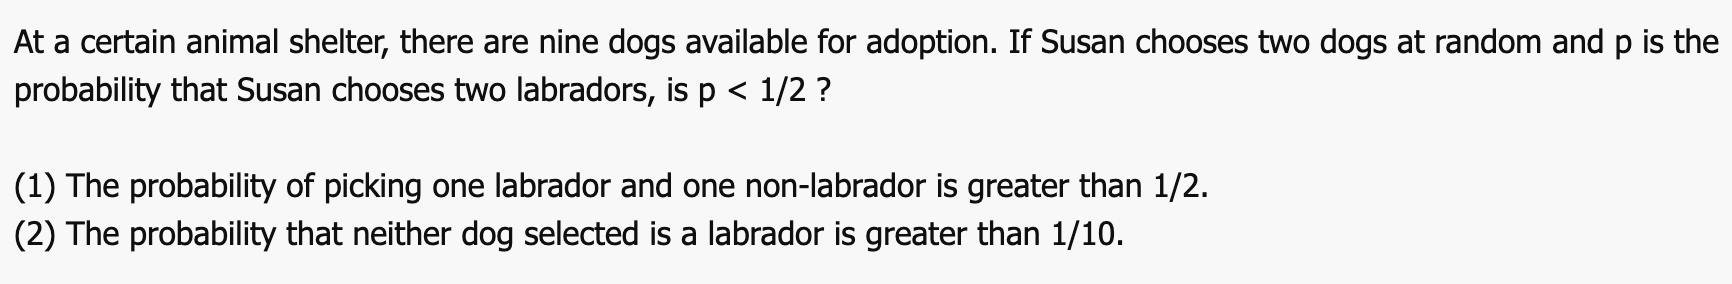 At a certain animal shelter, there are nine dogs available for adoption. If Susan chooses two dogs at random and p is the
probability that Susan chooses two labradors, is p < 1/2 ?
(1) The probability of picking one labrador and one non-labrador is greater than 1/2.
(2) The probability that neither dog selected is a labrador is greater than 1/10.